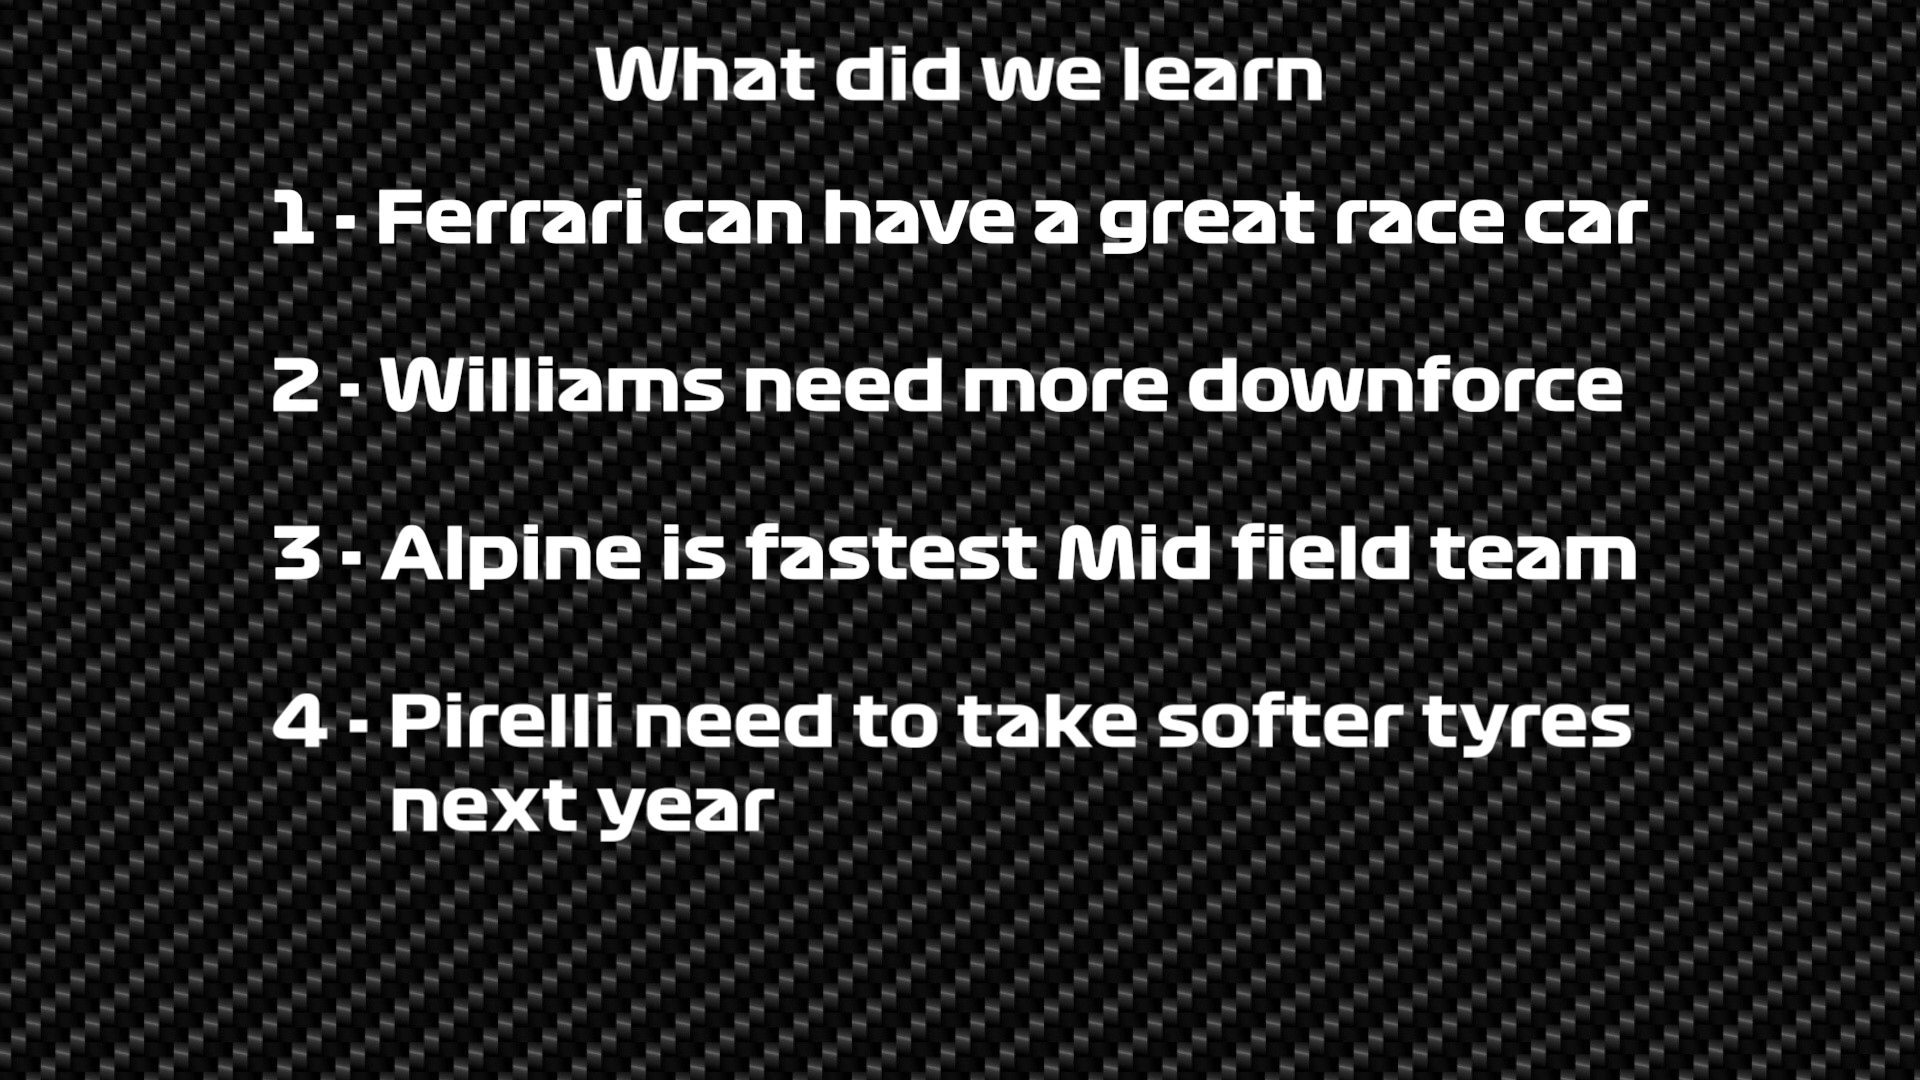 What did we learn
1 - Ferrari can have a great race car
2 - Williams need more downforce
3 - Alpine is fastest Mid field team
4 - Pirelli need to take softer tyres
next year